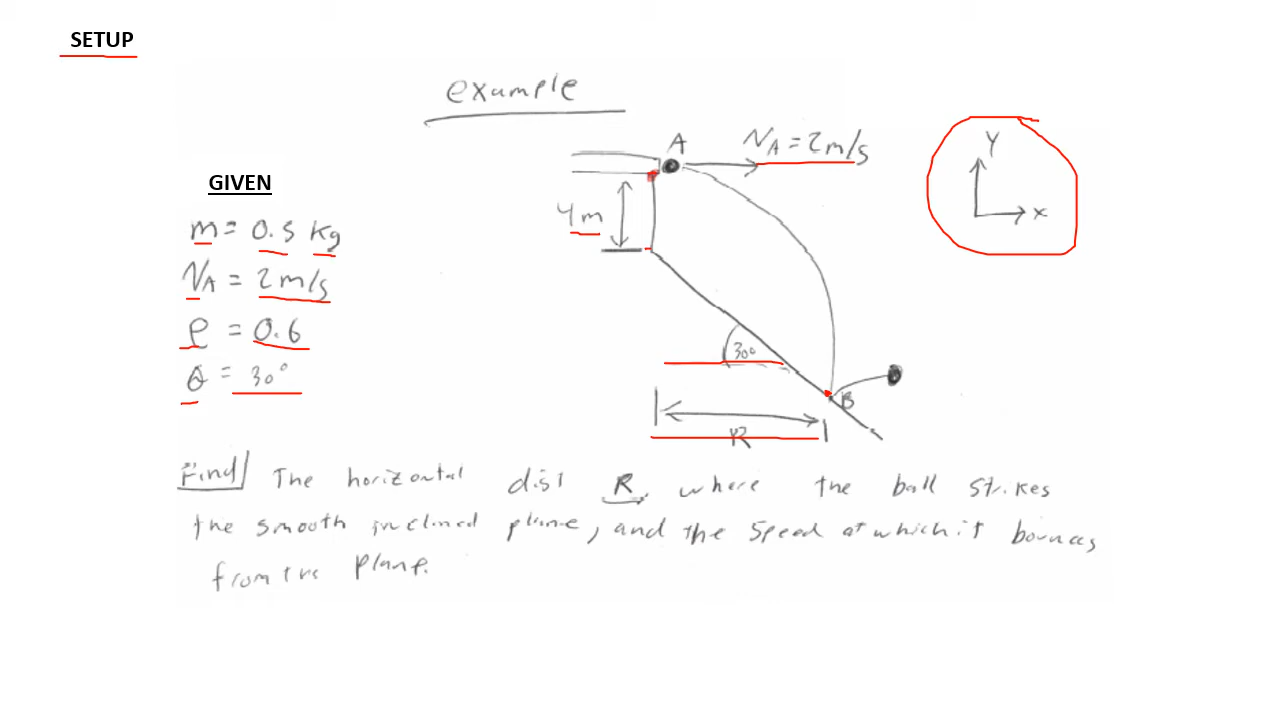 SETUP
example
A
VA = 2m/s
Y
x
GIVEN
m = 0.5 kg
4m
VA = 2m/s
e = 0.6
30°
θ = 30°
B
R
Find The horizontal dist R, where the ball strikes
the smooth inclined plane, and the speed at which it bounces
from the plane.